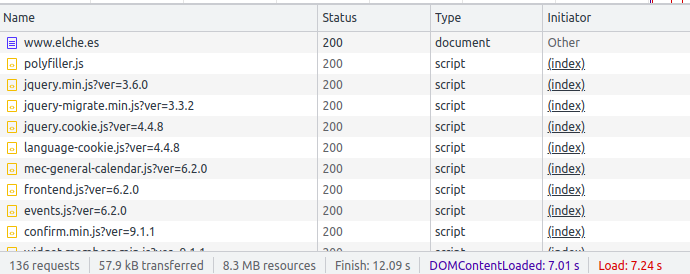 Name Status Type Initiator
www.elche.es 200 document Other
polyfiller.js 200 script (index)
jquery.min.js?ver=3.6.0 200 script (index)
jquery-migrate.min.js?ver=3.3.2 200 script (index)
jquery.cookie.js?ver=4.4.8 200 script (index)
language-cookie.js?ver=4.4.8 200 script (index)
mec-general-calendar.js?ver=6.2.0 200 script (index)
frontend.js?ver=6.2.0 200 script (index)
events.js?ver=6.2.0 200 script (index)
confirm.min.js?ver=9.1.1 200 script (index)
136 requests 57.9 kB transferred 8.3 MB resources Finish: 12.09 s DOMContentLoaded: 7.01 s Load: 7.24 s